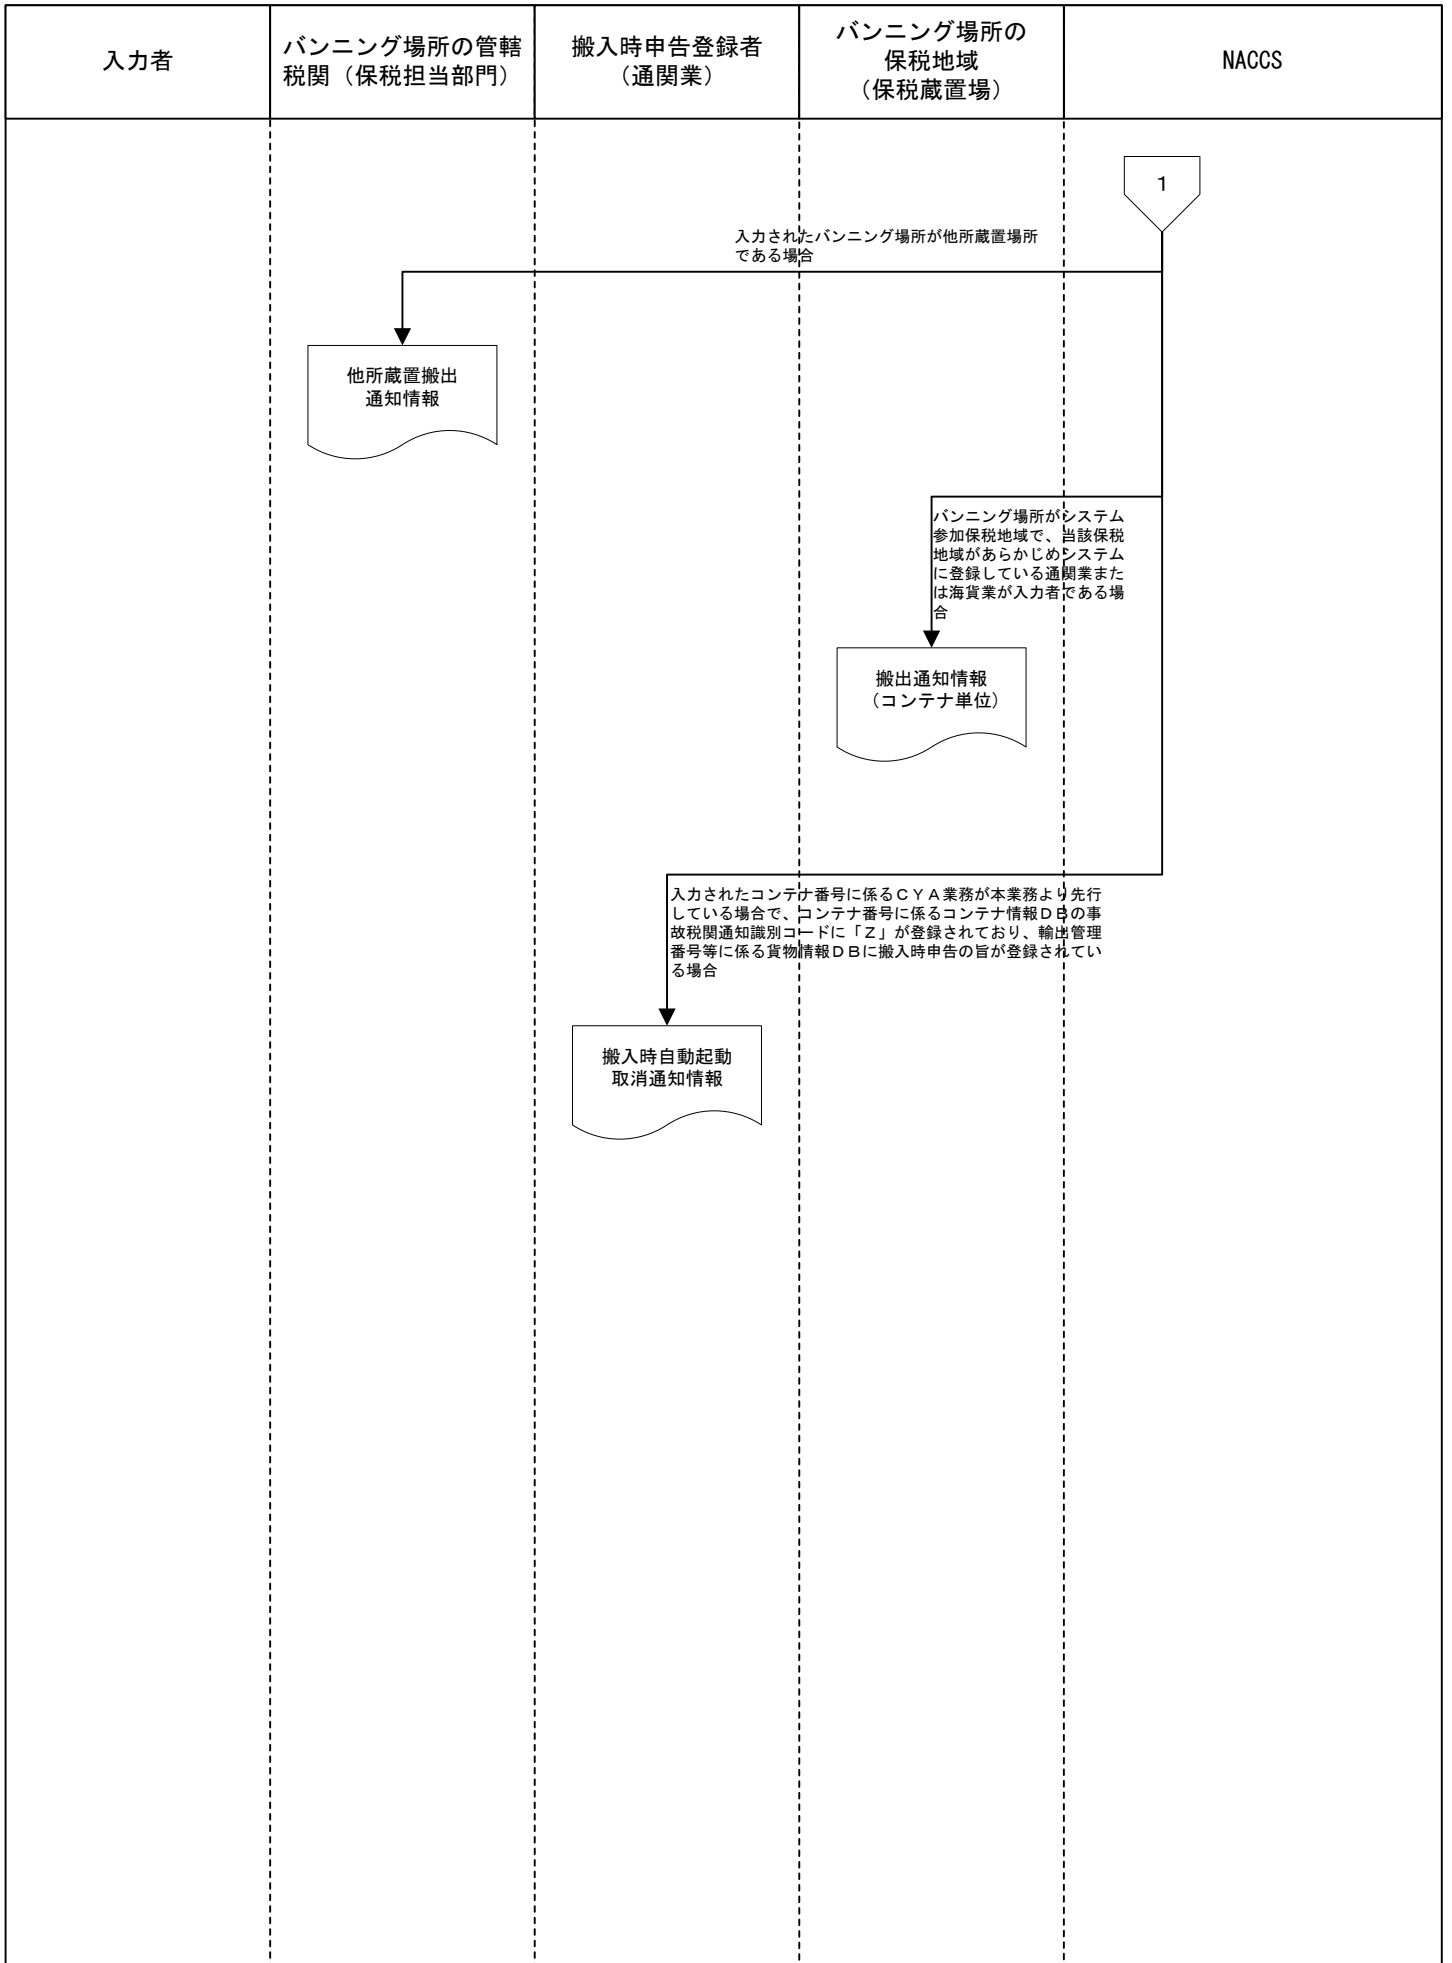 入力者
バンニング場所の管轄
税関（保税担当部門）
搬入時申告登録者
（通関業）
バンニング場所の
保税地域
（保税蔵置場）
NACCS
1
入力されたバンニング場所が他所蔵置場所
である場合
他所蔵置搬出
通知情報
バンニング場所がシステム
参加保税地域で、当該保税
地域があらかじめシステム
に登録している通関業また
は海貨業が入力者である場
合
搬出通知情報
（コンテナ単位）
入力されたコンテナ番号に係るＣＹＡ業務が本業務より先行
している場合で、コンテナ番号に係るコンテナ情報ＤＢの事
故税関通知識別コードに「Ｚ」が登録されており、輸出管理
番号等に係る貨物情報ＤＢに搬入時申告の旨が登録されてい
る場合
搬入時自動起動
取消通知情報